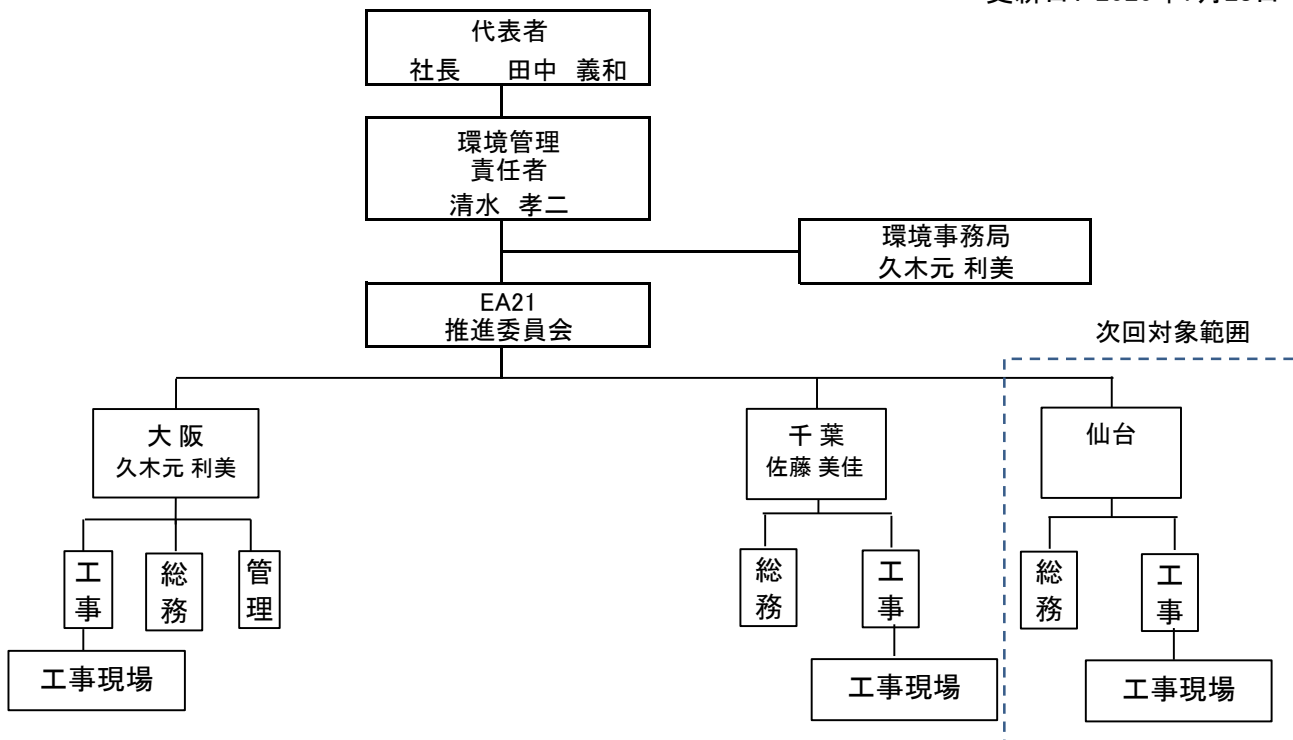 代表者
社長 田中 義和
環境管理
責任者
清水 孝二
環境事務局
久木元 利美
EA21
推進委員会
次回対象範囲
大阪
久木元 利美
千葉
佐藤 美佳
仙台
工事
総務
管理
総務
工事
総務
工事
工事現場
工事現場
工事現場